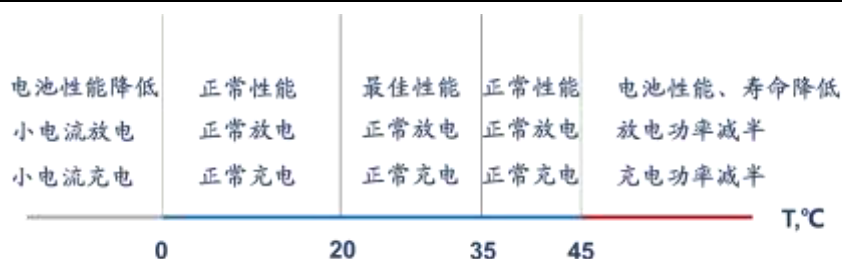 电池性能降低 正常性能 最佳性能 正常性能 电池性能、寿命降低
小电流放电 正常放电 正常放电 正常放电 放电功率减半
小电流充电 正常充电 正常充电 正常充电 充电功率减半
T,℃
0 20 35 45